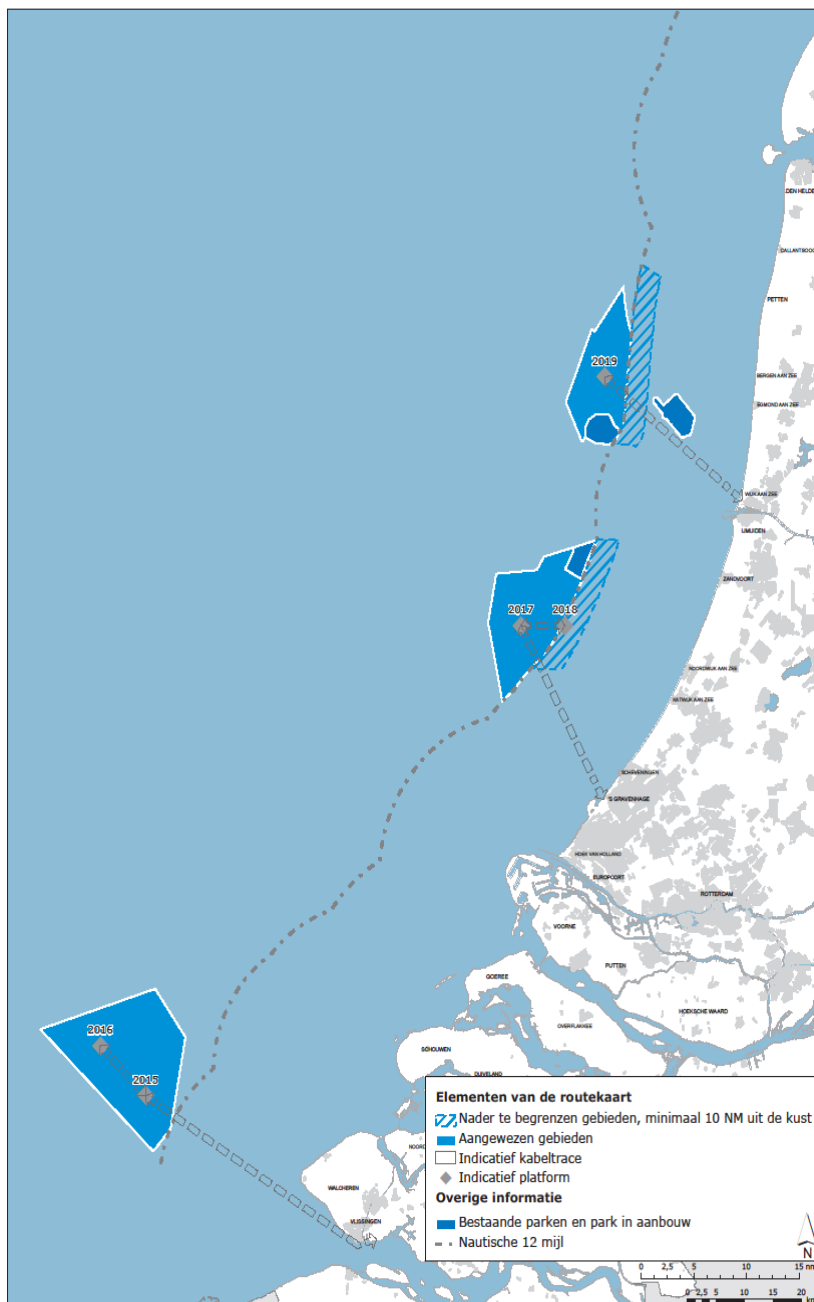 DEN HELDER
CALLANTSOOG
PETTEN
2019
BERGEN AAN ZEE
EGMOND AAN ZEE
WIJK AAN ZEE
IJMUIDEN
ZANDVOORT
2017
2018
NOORDWIJK AAN ZEE
KATWIJK AAN ZEE
SCHEVENINGEN
'S GRAVENHAGE
HOEK VAN HOLLAND
EUROPOORT
ROTTERDAM
VOORNE
PUTTEN
GOEREE
HOEKSCHE WAARD
OVERFLAKKEE
2016
SCHOUWEN
DUIVELAND
2015
NOORD
WALCHEREN
VLISSINGEN
Elementen van de routekaart
Nader te begrenzen gebieden, minimaal 10 NM uit de kust
Aangewezen gebieden
Indicatief kabeltrace
Indicatief platform
Overige informatie
Bestaande parken en park in aanbouw
Nautische 12 mijl
N
0 2,5 5 10 15 nm
0 2,5 5 10 15 20 km